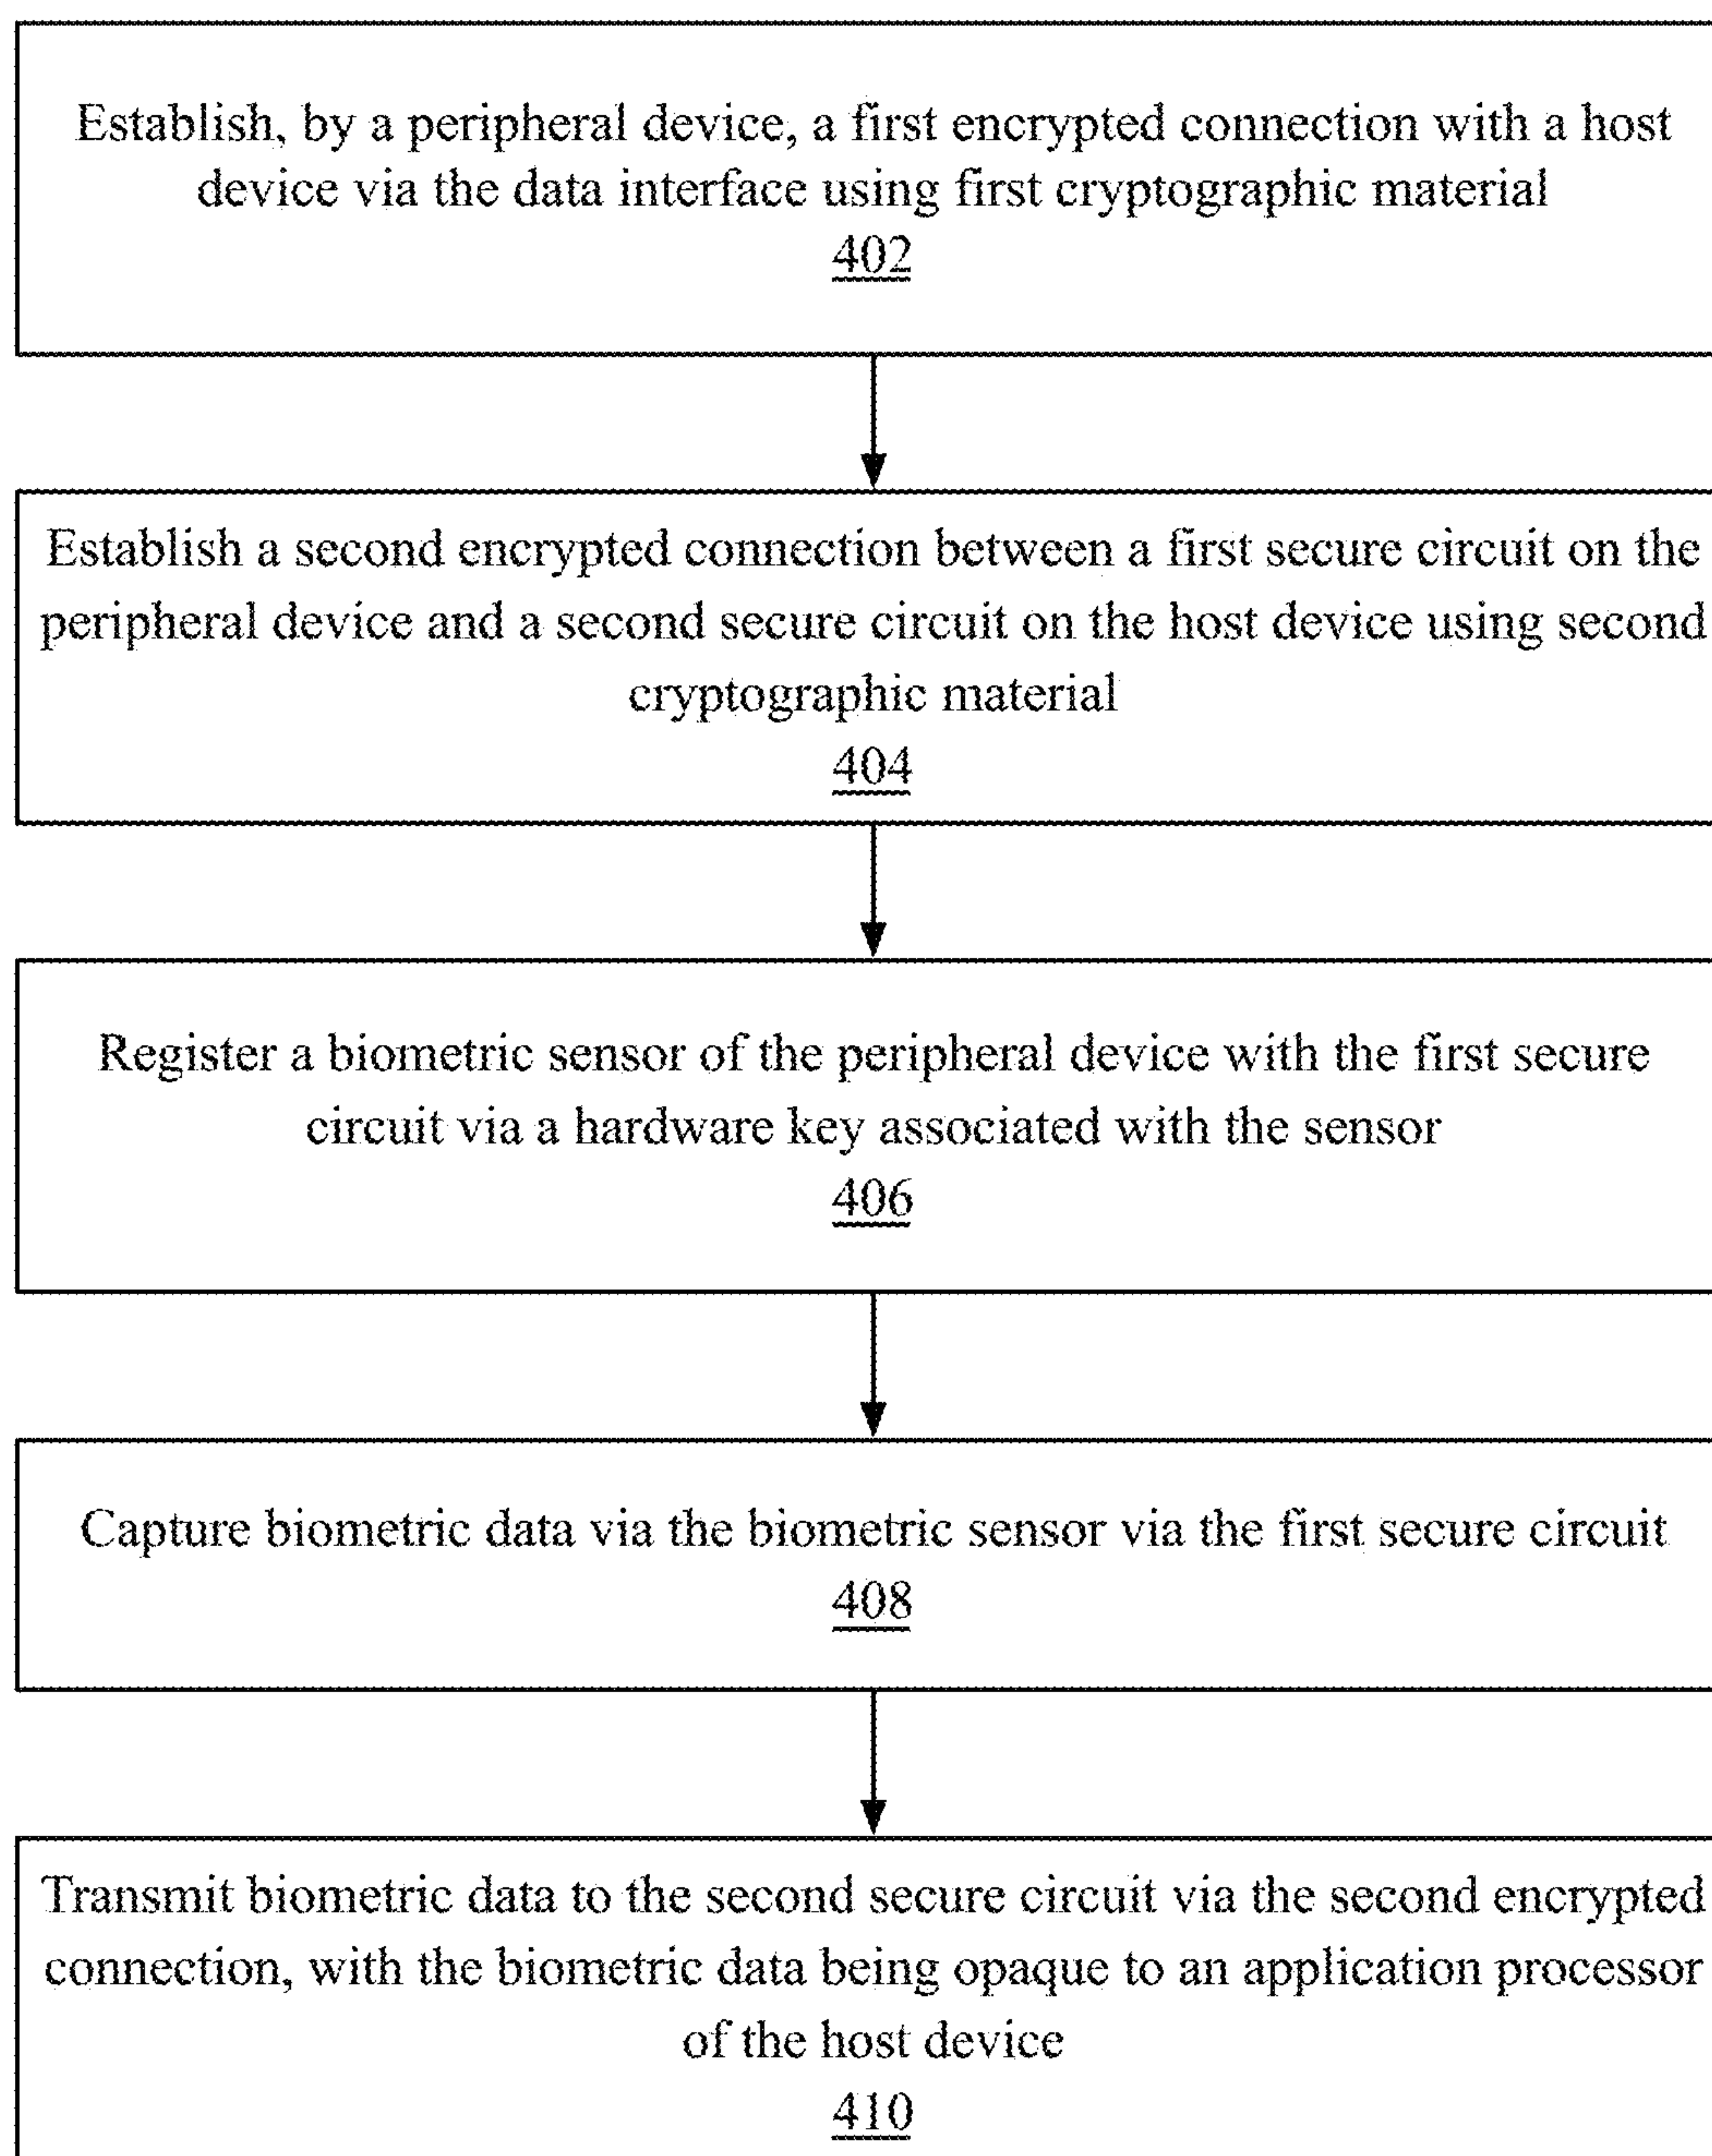 Establish, by a peripheral device, a first encrypted connection with a host
device via the data interface using first cryptographic material
402
Establish a second encrypted connection between a first secure circuit on the
peripheral device and a second secure circuit on the host device using second
cryptographic material
404
Register a biometric sensor of the peripheral device with the first secure
circuit via a hardware key associated with the sensor
406
Capture biometric data via the biometric sensor via the first secure circuit
408
Transmit biometric data to the second secure circuit via the second encrypted
connection, with the biometric data being opaque to an application processor
of the host device
410